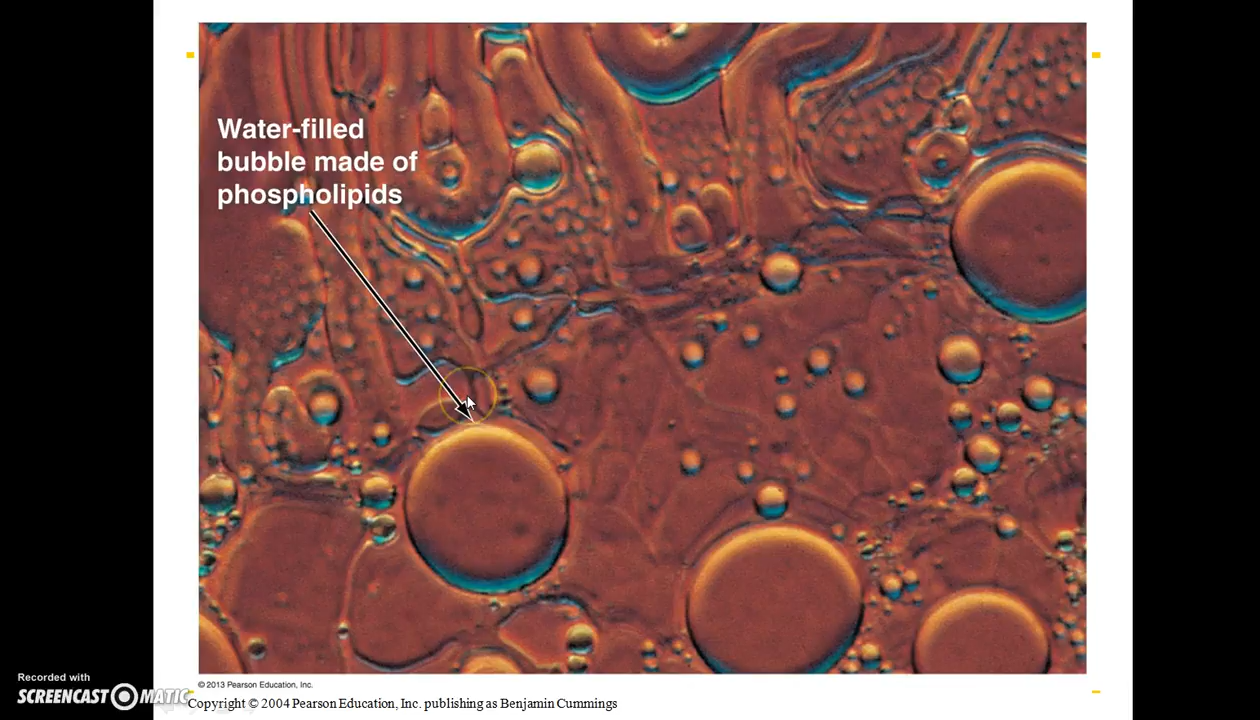 Water-filled
bubble made of
phospholipids
© 2013 Pearson Education, Inc.
Recorded with
SCREENCAST MATIC
Copyright © 2004 Pearson Education, Inc. publishing as Benjamin Cummings